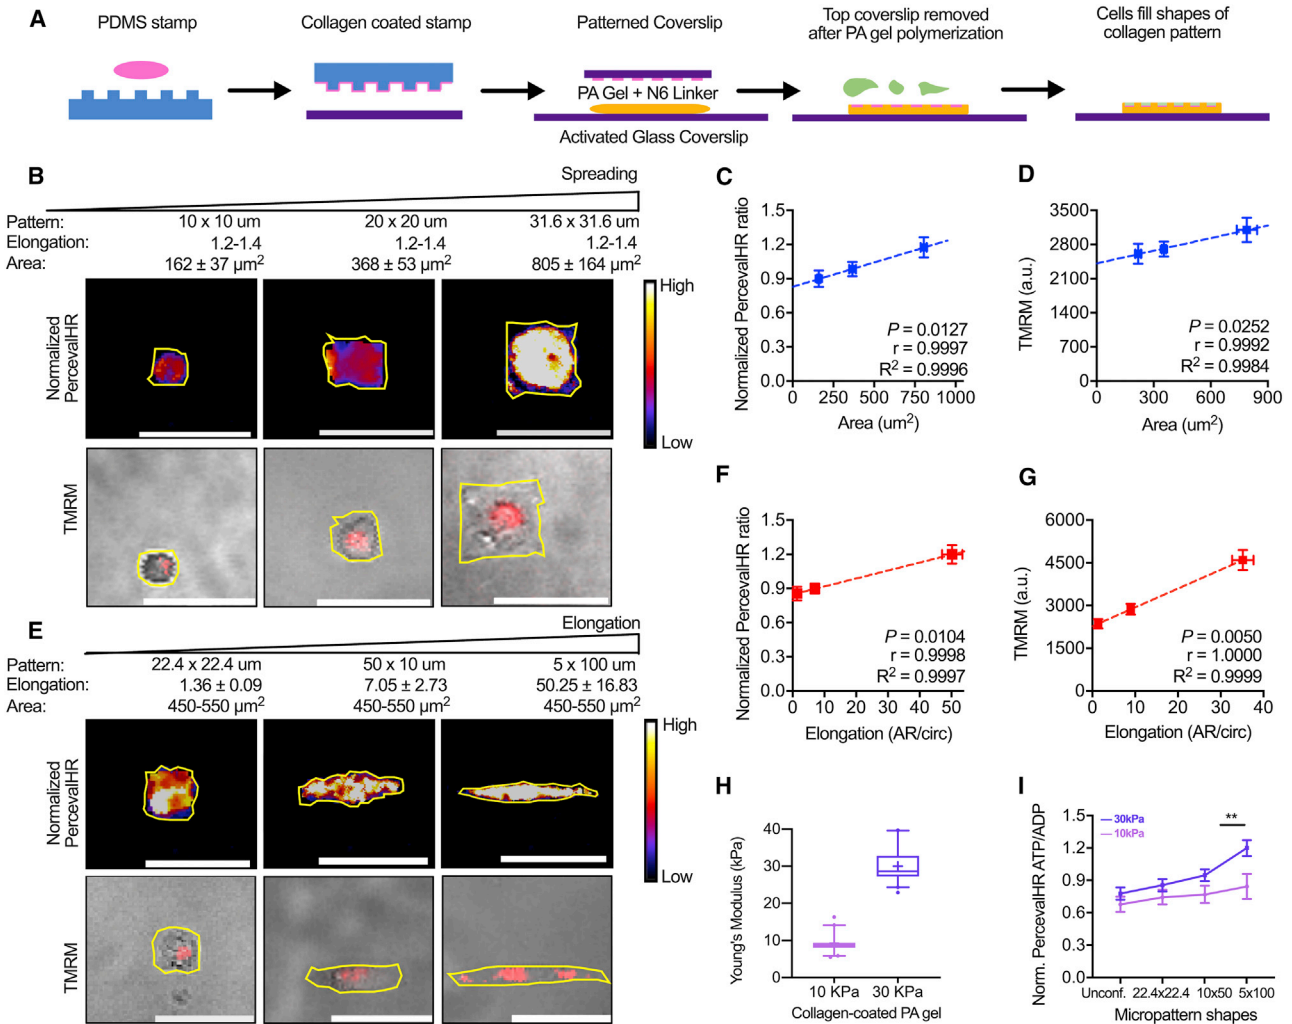 A
PDMS stamp
Collagen coated stamp
Patterned Coverslip
Top coverslip removed
after PA gel polymerization
Cells fill shapes of
collagen pattern
PA Gel + N6 Linker
Activated Glass Coverslip
B
Spreading
Pattern: 10 x 10 um 20 x 20 um 31.6 x 31.6 um
Elongation: 1.2-1.4 1.2-1.4 1.2-1.4
Area: 162 ± 37 µm² 368 ± 53 µm² 805 ± 164 µm²
Normalized
PercevalHR
High
Low
TMRM
C
Normalized PercevalHR ratio
1.5
1.2
0.9
0.6
0.3
0.0
P = 0.0127
r = 0.9997
R² = 0.9996
0 250 500 750 1000
Area (um²)
D
TMRM (a.u.)
3500
2800
2100
1400
700
0
P = 0.0252
r = 0.9992
R² = 0.9984
0 300 600 900
Area (um²)
E
Elongation
Pattern: 22.4 x 22.4 um 50 x 10 um 5 x 100 um
Elongation: 1.36 ± 0.09 7.05 ± 2.73 50.25 ± 16.83
Area: 450-550 µm² 450-550 µm² 450-550 µm²
Normalized
PercevalHR
High
Low
TMRM
F
Normalized PercevalHR ratio
1.5
1.2
0.9
0.6
0.3
0.0
P = 0.0104
r = 0.9998
R² = 0.9997
0 10 20 30 40 50
Elongation (AR/circ)
G
TMRM (a.u.)
6000
4500
3000
1500
0
P = 0.0050
r = 1.0000
R² = 0.9999
0 10 20 30 40
Elongation (AR/circ)
H
Young's Modulus (kPa)
40
30
20
10
0
10 KPa 30 KPa
Collagen-coated PA gel
I
Norm. PercevalHR ATP/ADP
1.5
1.2
0.9
0.6
0.3
0.0
30kPa
10kPa
**
Unconf. 22.4x22.4 10x50 5x100
Micropattern shapes